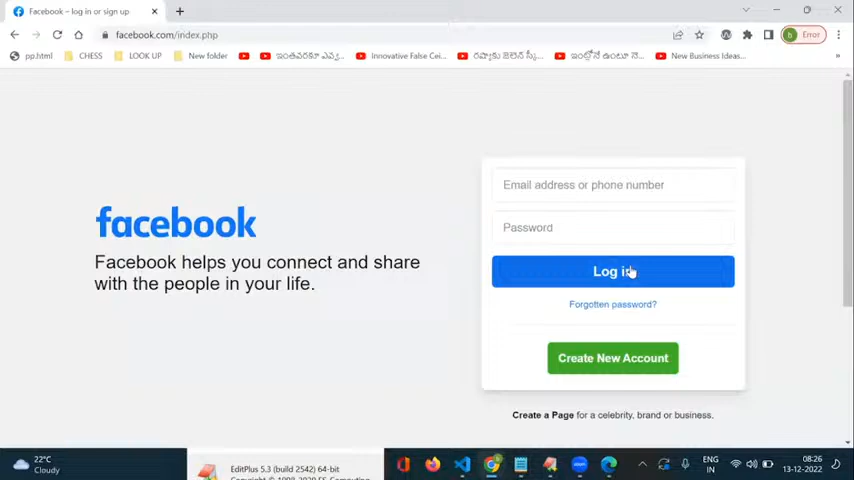 Facebook – log in or sign up
facebook.com/index.php
Error
pp.html
CHESS
LOOK UP
New folder
ఇంతవరకూ ఎవ్వ...
Innovative False Cei...
New Business Ideas...
Email address or phone number
facebook
Password
Facebook helps you connect and share
with the people in your life.
Log in
Forgotten password?
Create New Account
Create a Page for a celebrity, brand or business.
22°C
Cloudy
EditPlus 5.3 (build 2542) 64-bit
ENG
IN
08:26
13-12-2022